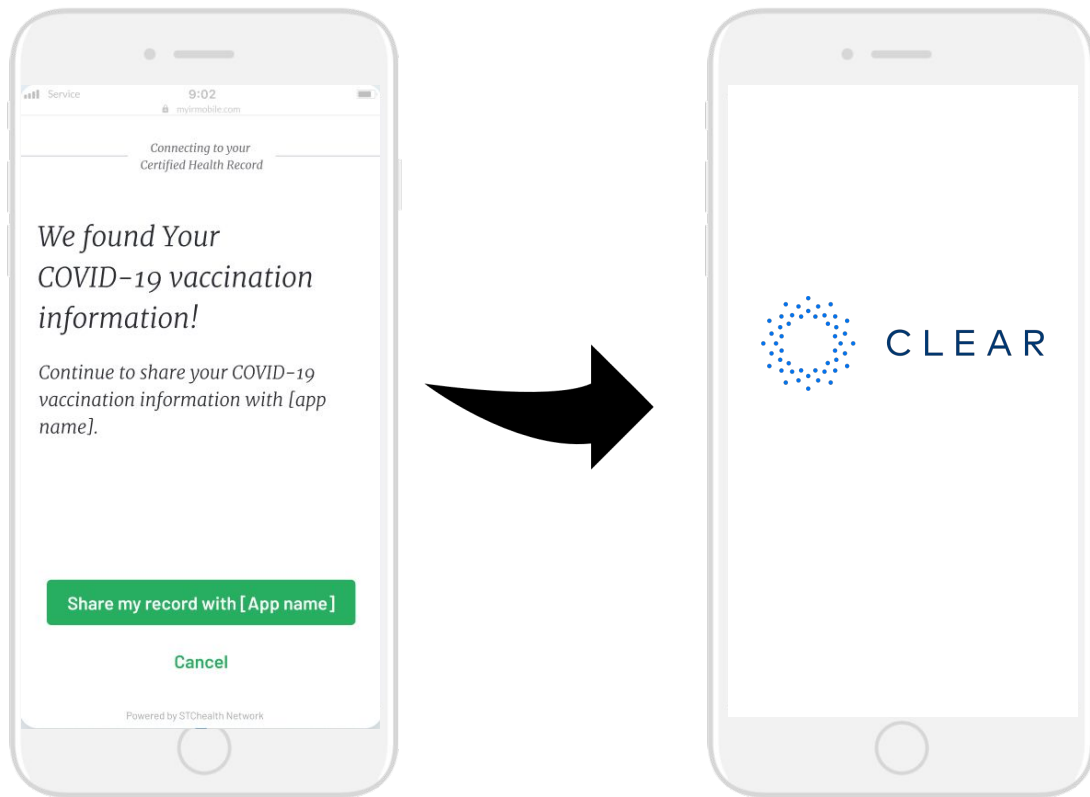 Service
9:02
myirmobile.com
Connecting to your
Certified Health Record
We found Your
COVID-19 vaccination
information!
Continue to share your COVID-19
vaccination information with [app
name].
Share my record with [App name]
Cancel
Powered by STChealth Network
CLEAR